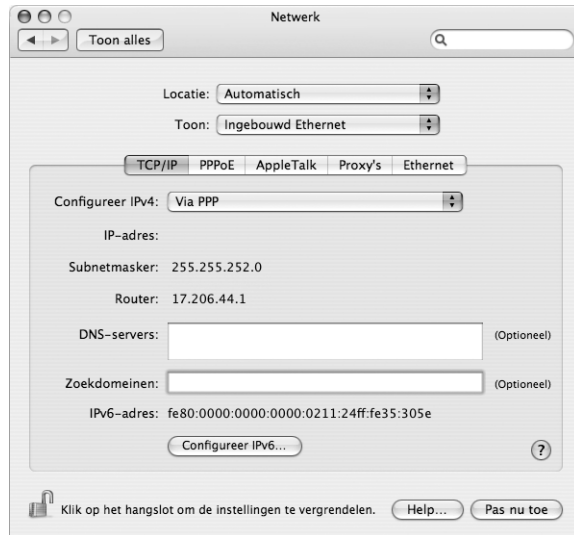 Netwerk
Toon alles
Locatie: Automatisch
Toon: Ingebouwd Ethernet
TCP/IP PPPoE AppleTalk Proxy's Ethernet
Configureer IPv4: Via PPP
IP-adres:
Subnetmasker: 255.255.252.0
Router: 17.206.44.1
DNS-servers: (Optioneel)
Zoekdomeinen: (Optioneel)
IPv6-adres: fe80:0000:0000:0000:0211:24ff:fe35:305e
Configureer IPv6... ?
Klik op het hangslot om de instellingen te vergrendelen. Help... Pas nu toe